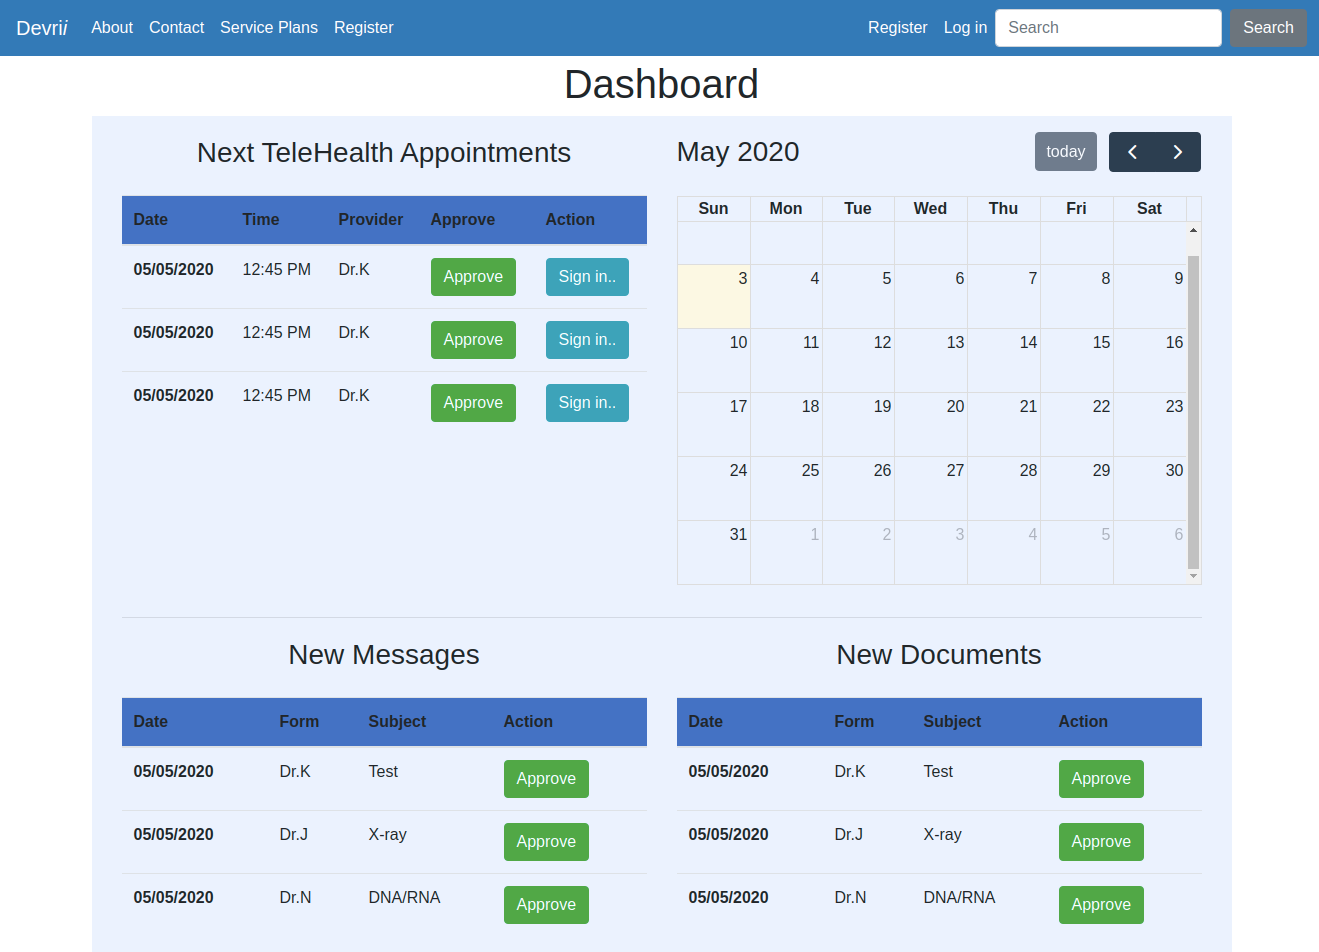 Devrii About Contact Service Plans Register Register Log in Search Search
Dashboard
Next TeleHealth Appointments
Date Time Provider Approve Action
05/05/2020 12:45 PM Dr.K Approve Sign in..
05/05/2020 12:45 PM Dr.K Approve Sign in..
05/05/2020 12:45 PM Dr.K Approve Sign in..
May 2020 today
Sun Mon Tue Wed Thu Fri Sat
3 4 5 6 7 8 9
10 11 12 13 14 15 16
17 18 19 20 21 22 23
24 25 26 27 28 29 30
31 1 2 3 4 5 6
New Messages
Date Form Subject Action
05/05/2020 Dr.K Test Approve
05/05/2020 Dr.J X-ray Approve
05/05/2020 Dr.N DNA/RNA Approve
New Documents
Date Form Subject Action
05/05/2020 Dr.K Test Approve
05/05/2020 Dr.J X-ray Approve
05/05/2020 Dr.N DNA/RNA Approve